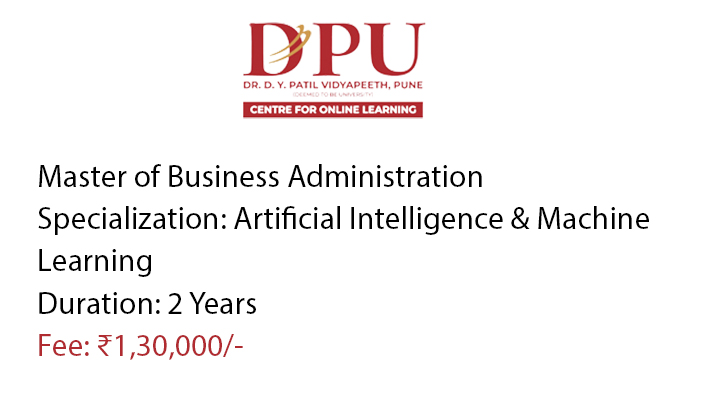 DPU
DR. D. Y. PATIL VIDYAPEETH, PUNE
(DEEMED TO BE UNIVERSITY)
CENTRE FOR ONLINE LEARNING
Master of Business Administration
Specialization: Artificial Intelligence & Machine
Learning
Duration: 2 Years
Fee: ₹1,30,000/-